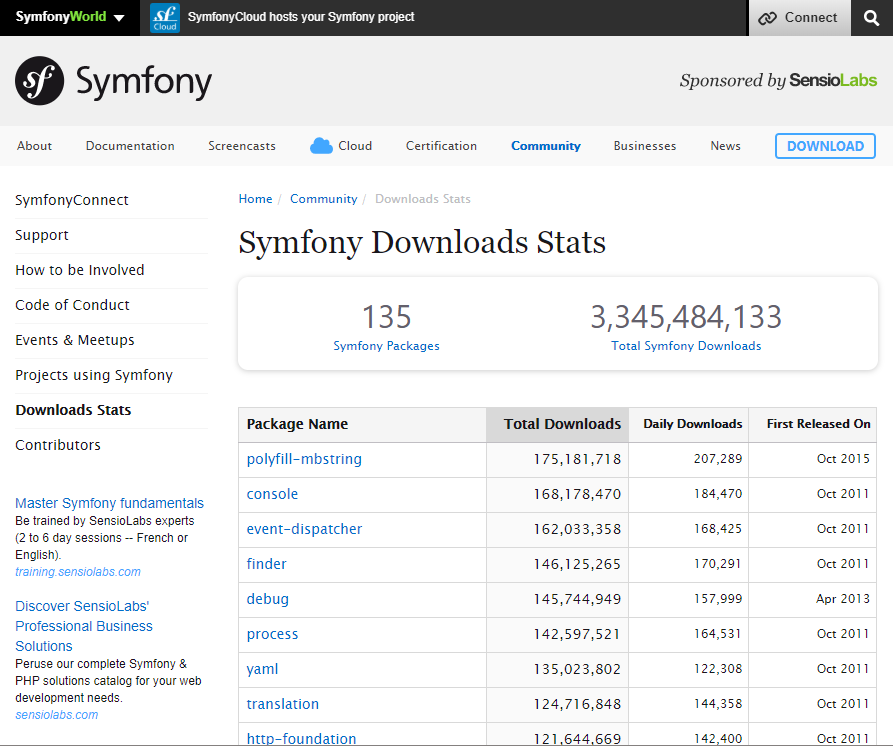 SymfonyWorld
sf Cloud SymfonyCloud hosts your Symfony project
Connect
sf Symfony
Sponsored by SensioLabs
About Documentation Screencasts Cloud Certification Community Businesses News DOWNLOAD
SymfonyConnect
Support
How to be Involved
Code of Conduct
Events & Meetups
Projects using Symfony
Downloads Stats
Contributors
Master Symfony fundamentals
Be trained by SensioLabs experts
(2 to 6 day sessions -- French or
English).
training.sensiolabs.com
Discover SensioLabs'
Professional Business
Solutions
Peruse our complete Symfony &
PHP solutions catalog for your web
development needs.
sensiolabs.com
Home / Community / Downloads Stats
Symfony Downloads Stats
135 3,345,484,133
Symfony Packages Total Symfony Downloads
Package Name Total Downloads Daily Downloads First Released On
polyfill-mbstring 175,181,718 207,289 Oct 2015
console 168,178,470 184,470 Oct 2011
event-dispatcher 162,033,358 168,425 Oct 2011
finder 146,125,265 170,291 Oct 2011
debug 145,744,949 157,999 Apr 2013
process 142,597,521 164,531 Oct 2011
yaml 135,023,802 122,308 Oct 2011
translation 124,716,848 144,358 Oct 2011
http-foundation 121,644,669 142,400 Oct 2011